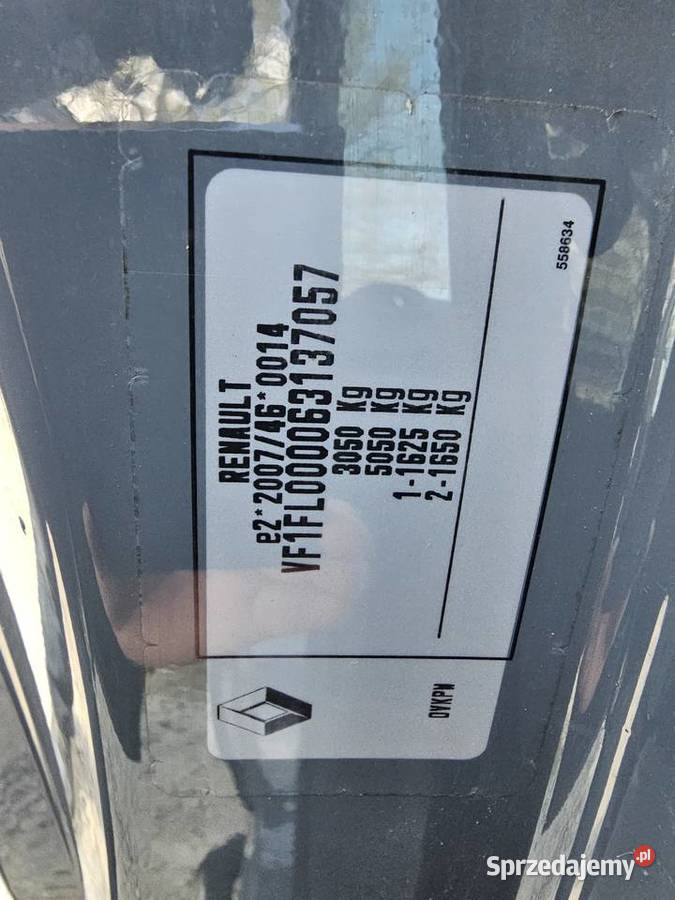 RENAULT
e2*2007/46*0014
VF1FL000063137057
3050 Kg
5050 Kg
1-1625 Kg
2-1650 Kg
558634
OVKPW
Sprzedajemy.pl